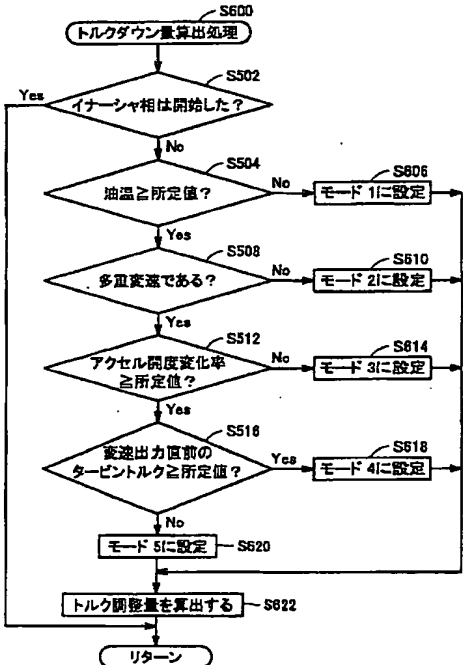 S600
トルクダウン量算出処理
S502
Yes
イナーシャ相は開始した?
No
S504
油温≧所定値?
No
S606
モード 1に設定
Yes
S508
多重変速である?
No
S610
モード 2に設定
Yes
S512
アクセル開度変化率
≧所定値?
No
S614
モード 3に設定
Yes
S516
変速出力直前の
タービントルク≧所定値?
Yes
S618
モード 4に設定
No
モード 5に設定
S620
トルク調整量を算出する
S622
リターン